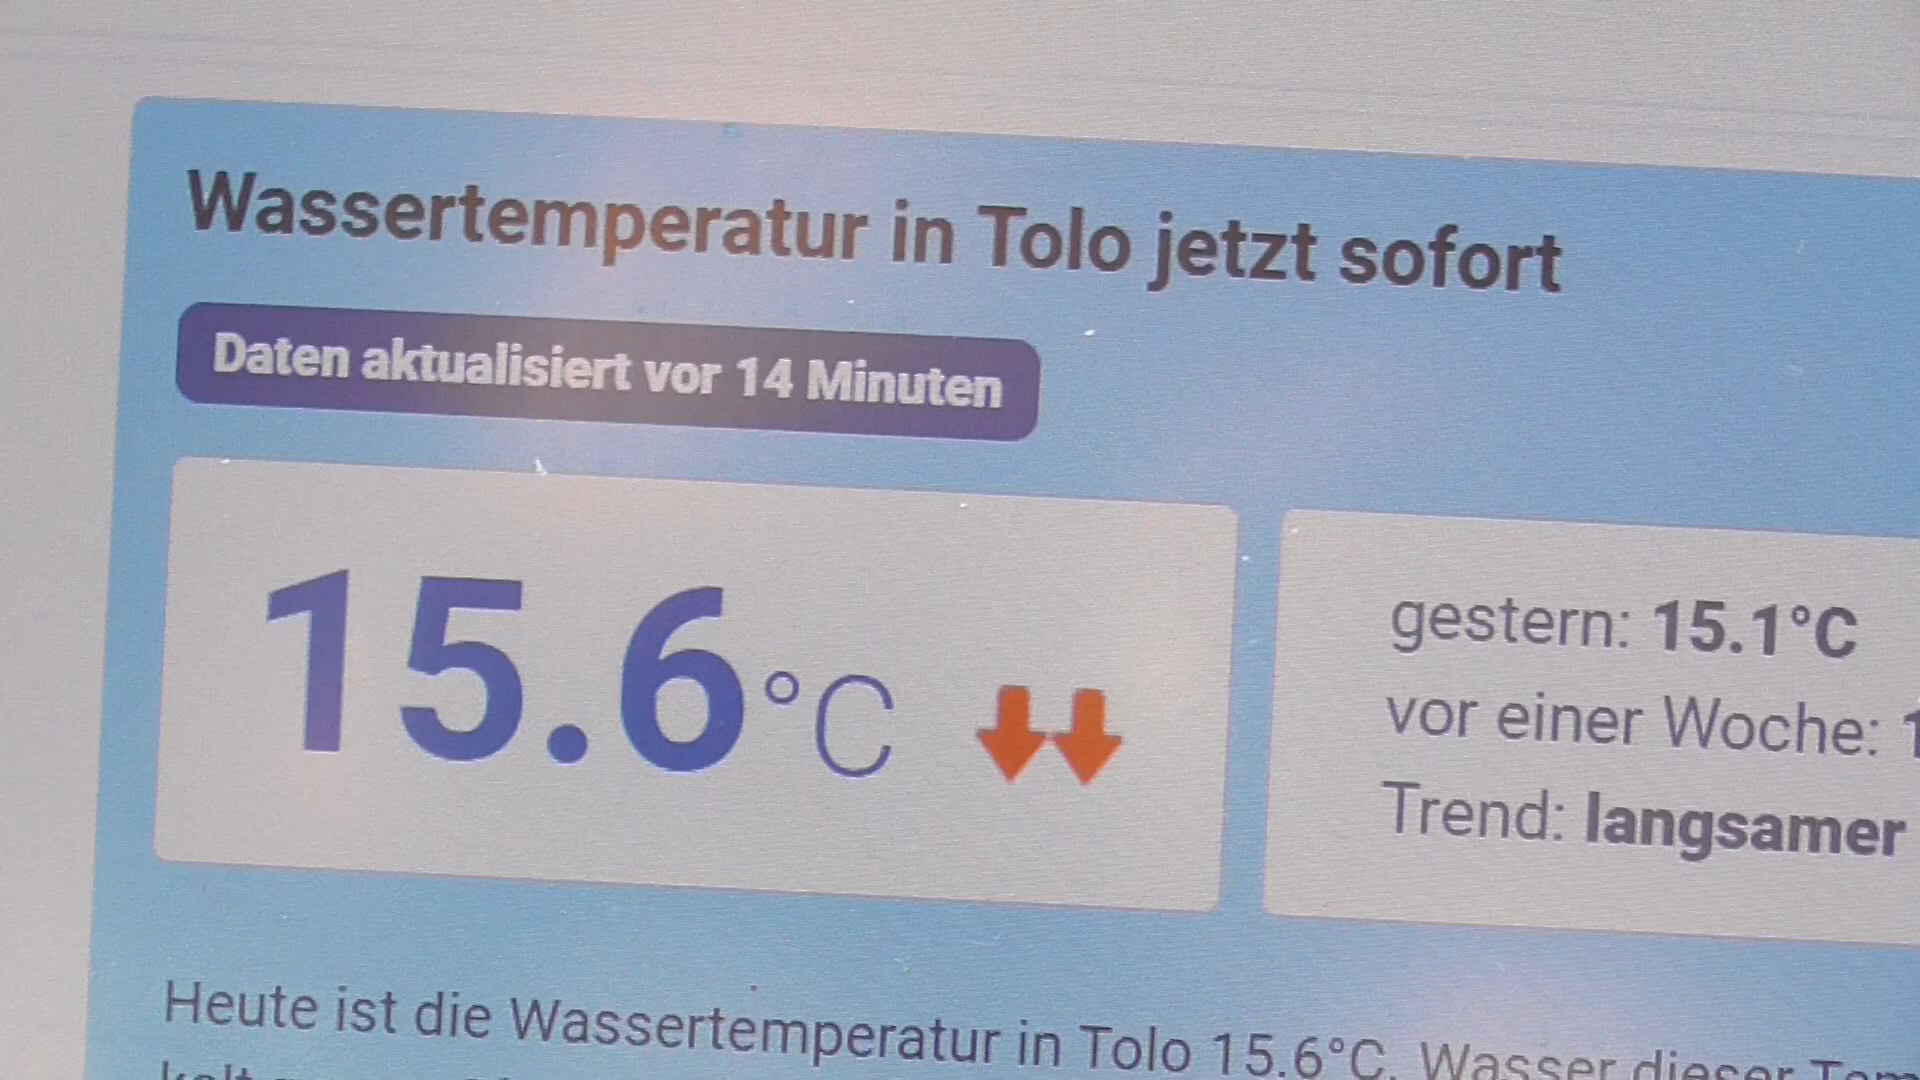 Wassertemperatur in Tolo jetzt sofort
Daten aktualisiert vor 14 Minuten
15.6°C
gestern: 15.1°C
vor einer Woche: 1
Trend: langsamer
Heute ist die Wassertemperatur in Tolo 15.6°C. Wasser dieser